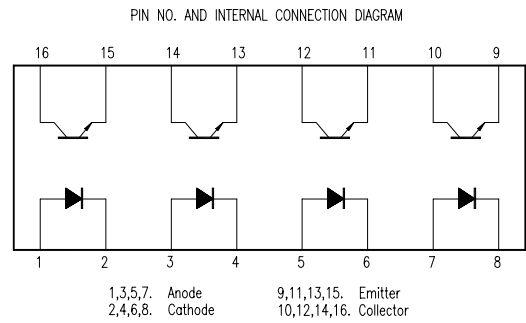 PIN NO. AND INTERNAL CONNECTION DIAGRAM
16 15 14 13 12 11 10 9
1 2 3 4 5 6 7 8
1,3,5,7. Anode 9,11,13,15. Emitter
2,4,6,8. Cathode 10,12,14,16. Collector